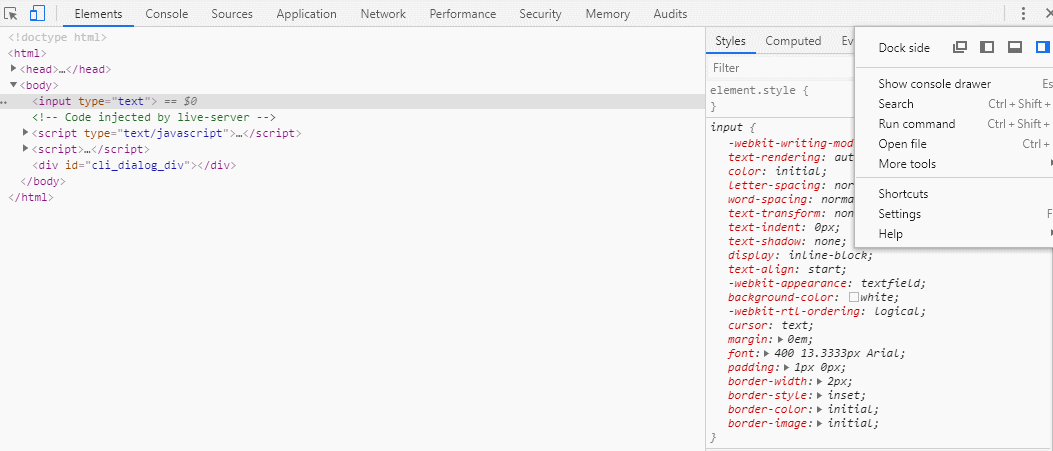 Elements Console Sources Application Network Performance Security Memory Audits
<!doctype html>
<html>
<head>…</head>
<body>
<input type="text"> == $0
<!-- Code injected by live-server -->
<script type="text/javascript">…</script>
<script>…</script>
<div id="cli_dialog_div"></div>
</body>
</html>
Styles Computed Ev
Filter
element.style {
}
input {
-webkit-writing-mod
text-rendering: aut
color: initial;
letter-spacing: nor
word-spacing: norma
text-transform: non
text-indent: 0px;
text-shadow: none;
display: inline-block;
text-align: start;
-webkit-appearance: textfield;
background-color: white;
-webkit-rtl-ordering: logical;
cursor: text;
margin: 0em;
font: 400 13.3333px Arial;
padding: 1px 0px;
border-width: 2px;
border-style: inset;
border-color: initial;
border-image: initial;
}
Dock side
Show console drawer Es
Search Ctrl + Shift +
Run command Ctrl + Shift +
Open file Ctrl +
More tools
Shortcuts
Settings F
Help